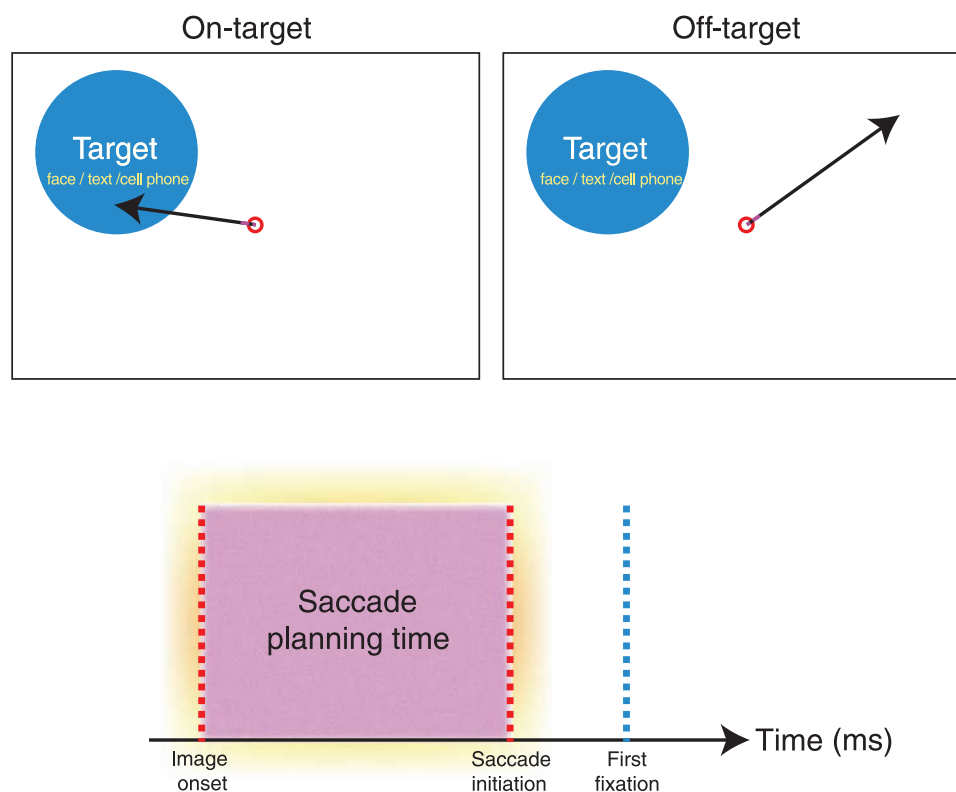 On-target
Off-target
Target
face / text /cell phone
Target
face / text /cell phone
Saccade
planning time
Time (ms)
Image
onset
Saccade
initiation
First
fixation